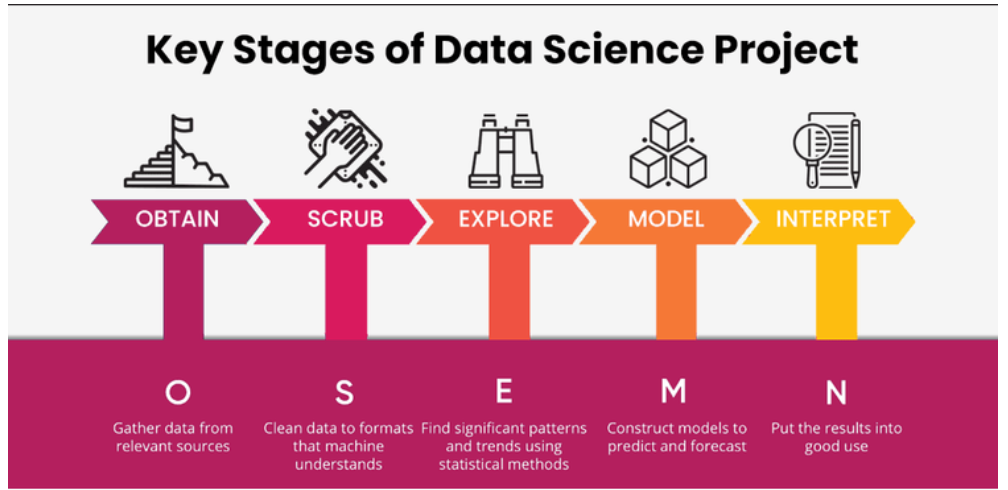 Key Stages of Data Science Project
OBTAIN
SCRUB
EXPLORE
MODEL
INTERPRET
O
Gather data from
relevant sources
S
Clean data to formats
that machine
understands
E
Find significant patterns
and trends using
statistical methods
M
Construct models to
predict and forecast
N
Put the results into
good use